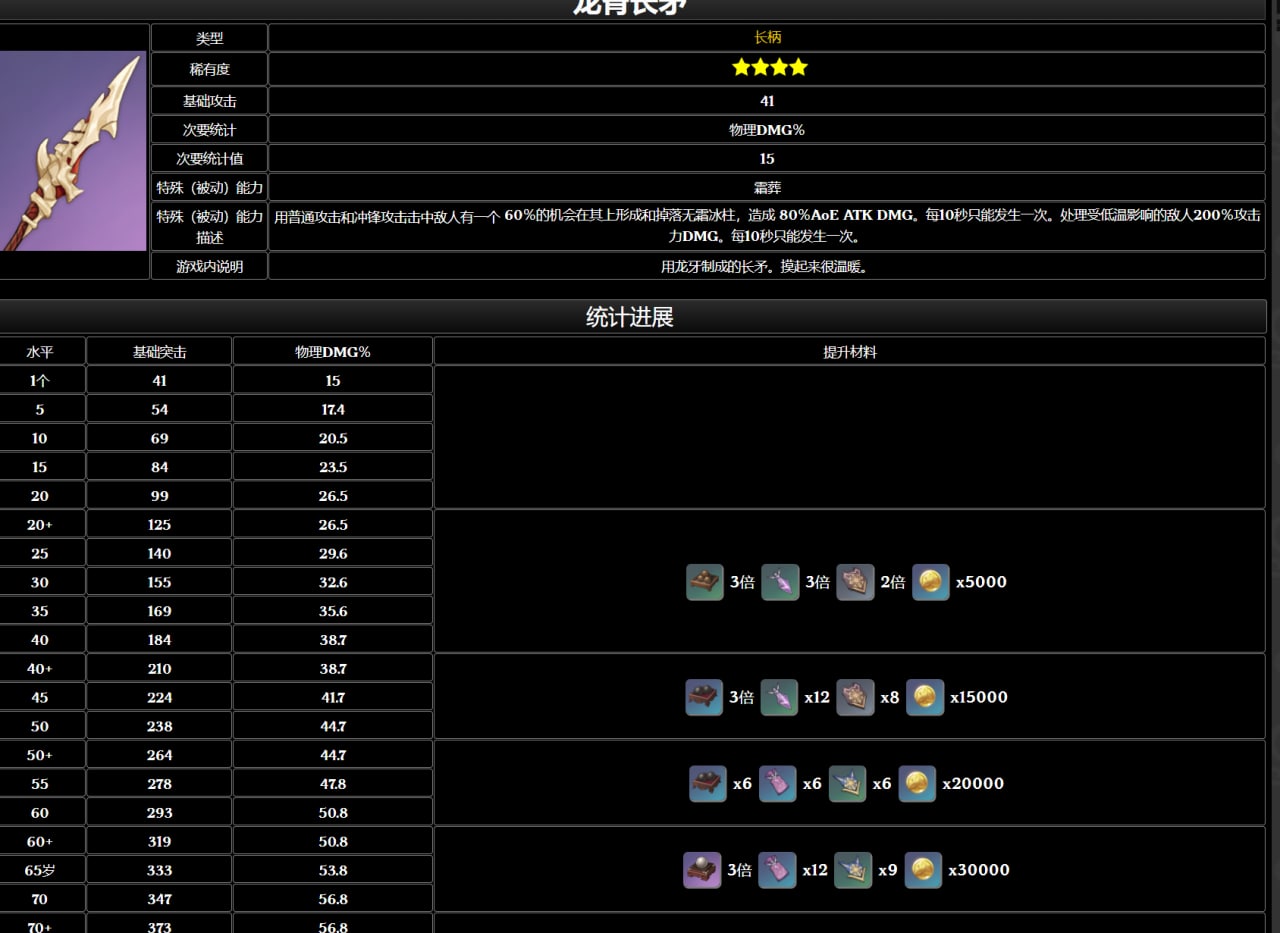 龙脊长矛
类型 长柄
稀有度
基础攻击 41
次要统计 物理DMG%
次要统计值 15
特殊（被动）能力 霜葬
特殊（被动）能力描述 用普通攻击和冲锋攻击击中敌人有一个 60%的机会在其上形成和掉落无霜冰柱，造成 80%AoE ATK DMG。每10秒只能发生一次。处理受低温影响的敌人200%攻击
力DMG。每10秒只能发生一次。
游戏内说明 用龙牙制成的长矛。摸起来很温暖。
统计进展
水平 基础突击 物理DMG% 提升材料
1个 41 15
5 54 17.4
10 69 20.5
15 84 23.5
20 99 26.5
20+ 125 26.5
25 140 29.6
30 155 32.6 3倍 3倍 2倍 x5000
35 169 35.6
40 184 38.7
40+ 210 38.7
45 224 41.7 3倍 x12 x8 x15000
50 238 44.7
50+ 264 44.7
55 278 47.8 x6 x6 x6 x20000
60 293 50.8
60+ 319 50.8
65岁 333 53.8 3倍 x12 x9 x30000
70 347 56.8
70+ 373 56.8